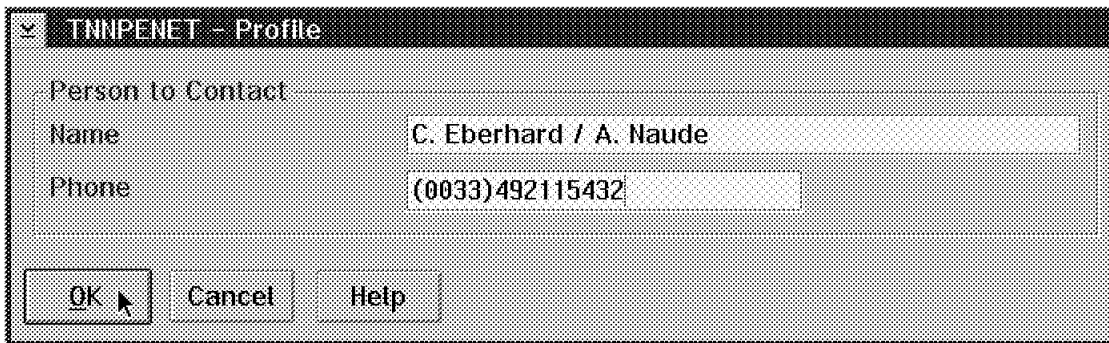 TNNPENET - Profile
Person to Contact
Name C. Eberhard / A. Naude
Phone (0033)492115432
OK Cancel Help